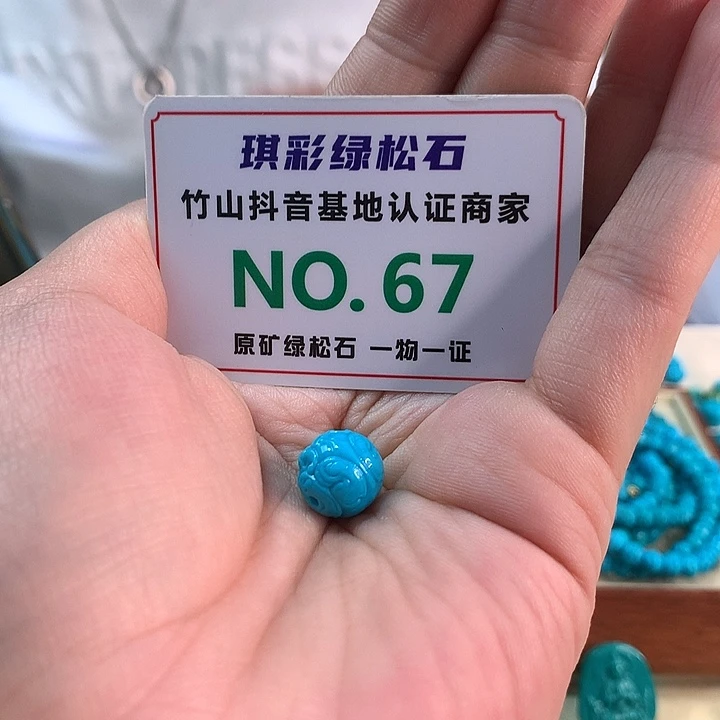 琪彩绿松石
竹山抖音基地认证商家
NO.67
原矿绿松石 一物一证